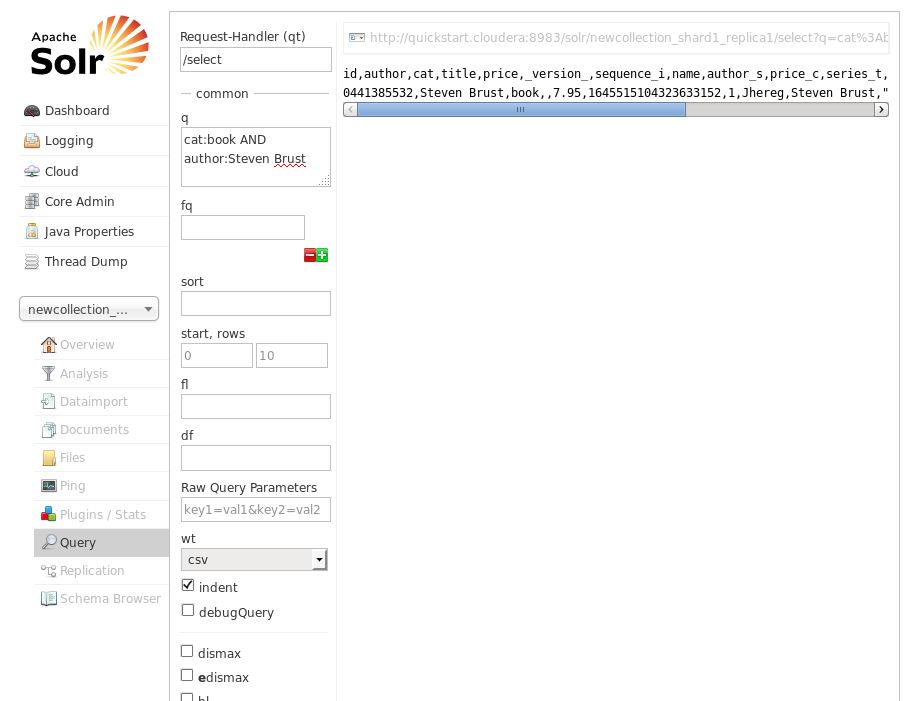 Apache
Solr
Dashboard
Logging
Cloud
Core Admin
Java Properties
Thread Dump
newcollection_...
Overview
Analysis
Dataimport
Documents
Files
Ping
Plugins / Stats
Query
Replication
Schema Browser
Request-Handler (qt)
/select
common
q
cat:book AND
author:Steven Brust
fq
sort
start, rows
0 10
fl
df
Raw Query Parameters
key1=val1&key2=val2
wt
csv
indent
debugQuery
dismax
edismax
hl
http://quickstart.cloudera:8983/solr/newcollection_shard1_replica1/select?q=cat%3Ab
id,author,cat,title,price,_version_,sequence_i,name,author_s,price_c,series_t,
0441385532,Steven Brust,book,,7.95,1645515104323633152,1,Jhereg,Steven Brust,"